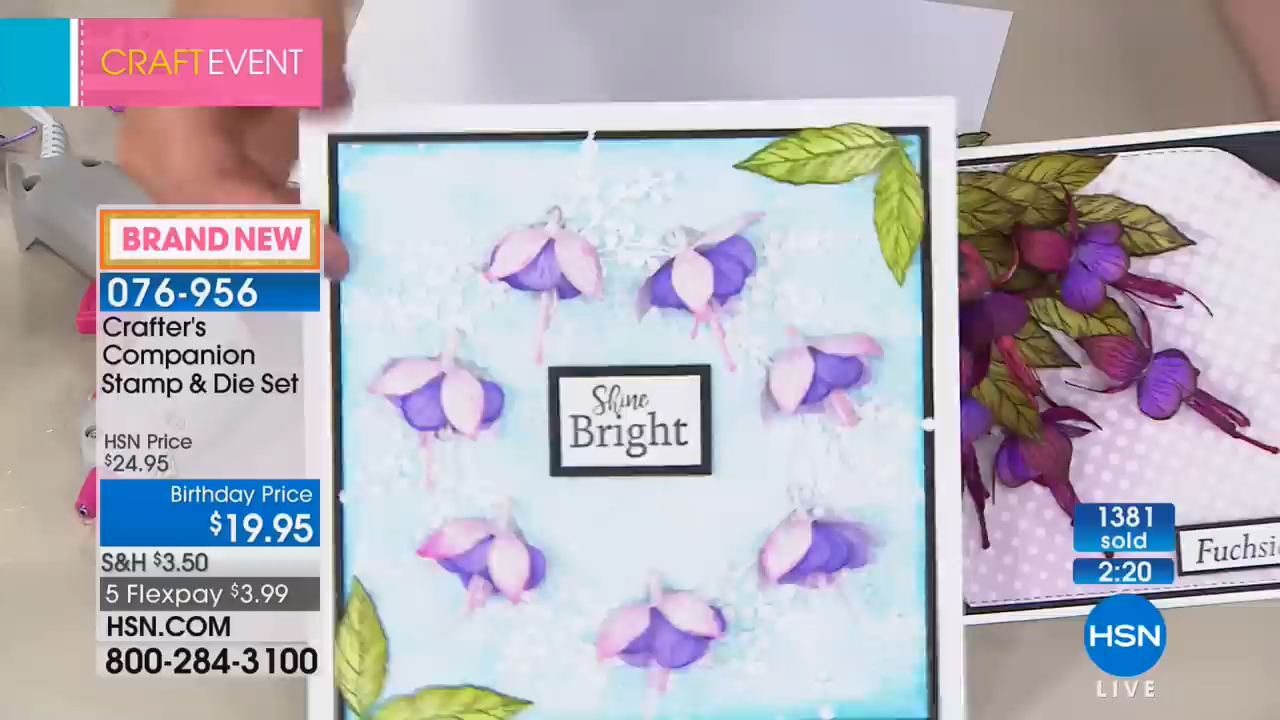 CRAFT EVENT
BRAND NEW
076-956
Crafter's
Companion
Stamp & Die Set
HSN Price
$24.95
Birthday Price
$19.95
S&H $3.50
5 Flexpay $3.99
HSN.COM
800-284-3100
Shine
Bright
Fuchsi
1381
sold
2:20
HSN
LIVE